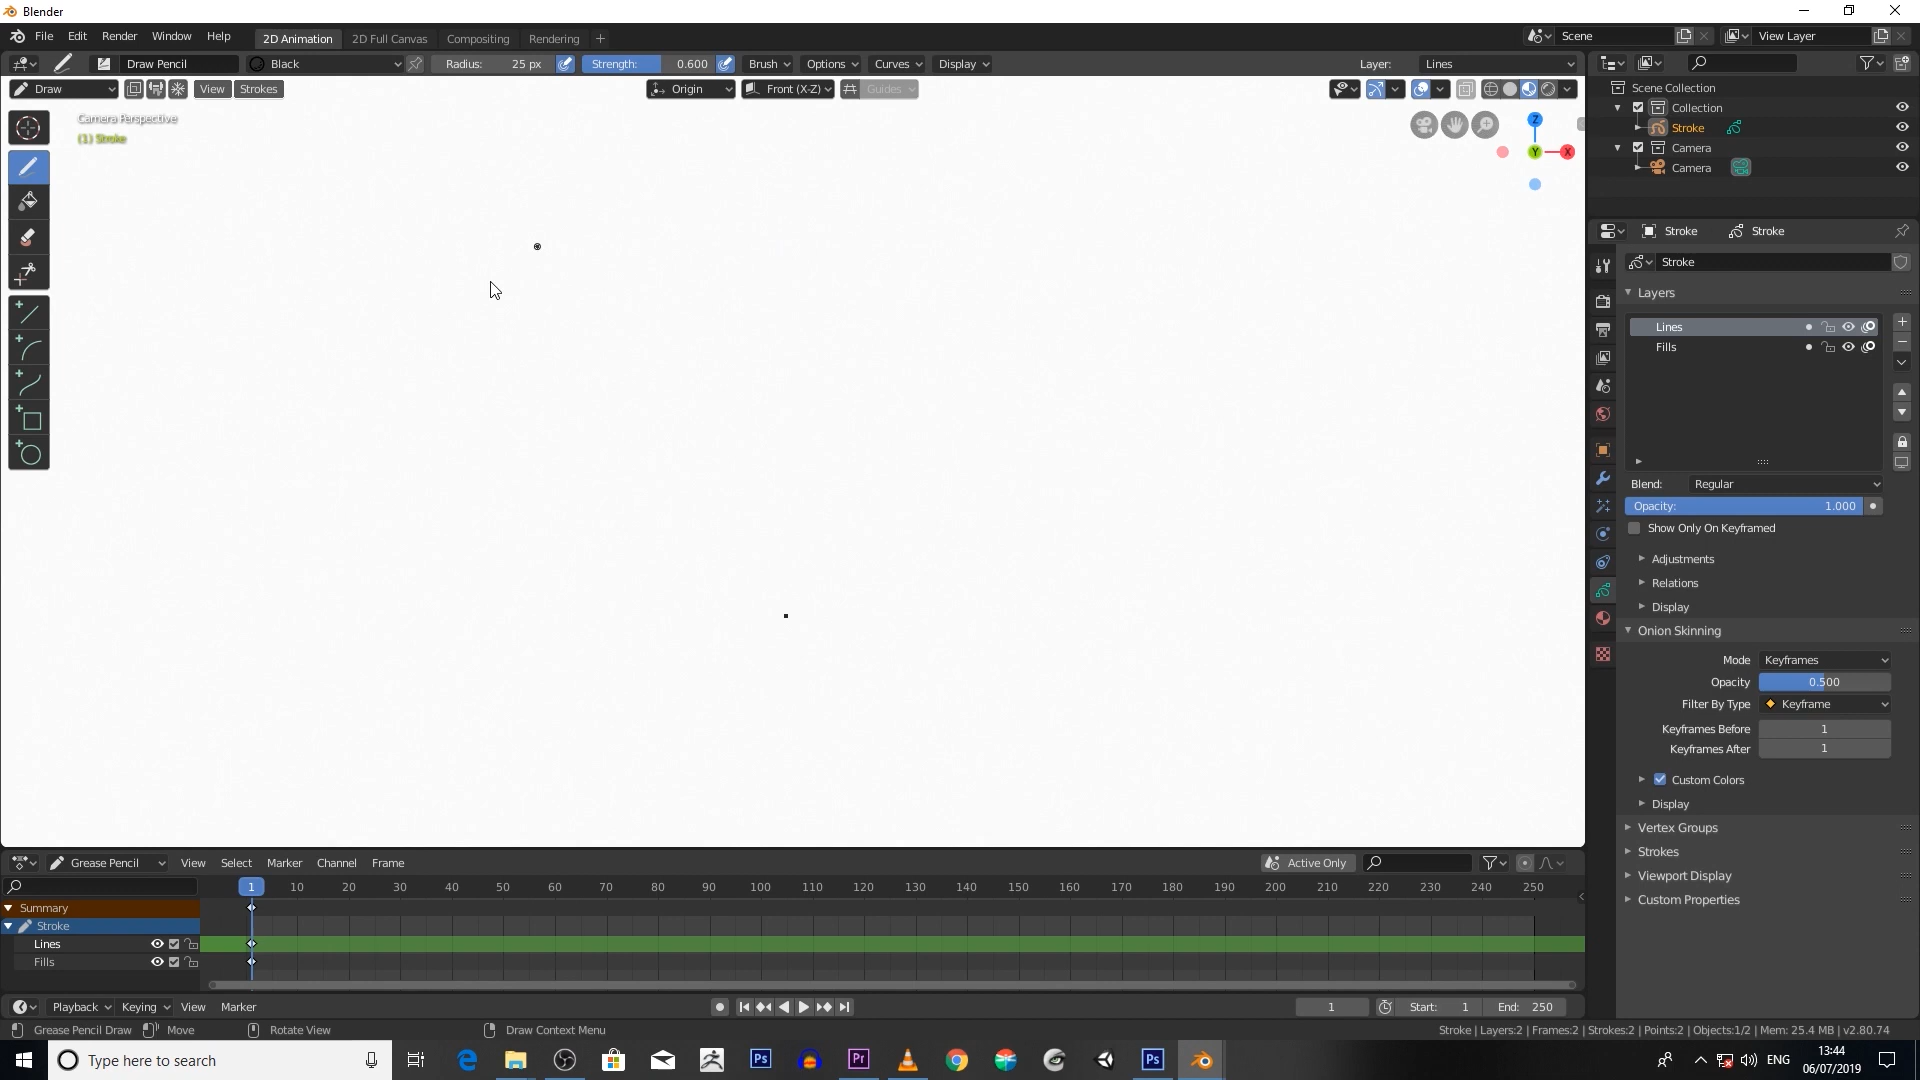 Blender
File Edit Render Window Help 2D Animation 2D Full Canvas Compositing Rendering + Scene View Layer
Draw Pencil Black Radius: 25 px Strength: 0.600 Brush Options Curves Display Layer: Lines
Draw View Strokes Origin Front (X-Z) Guides
Camera Perspective
(1) Stroke
Z
Y X
Scene Collection
Collection
Stroke
Camera
Camera
Stroke Stroke
Stroke
Layers
Lines
Fills
Blend: Regular
Opacity: 1.000
Show Only On Keyframed
Adjustments
Relations
Display
Onion Skinning
Mode Keyframes
Opacity 0.500
Filter By Type Keyframe
Keyframes Before 1
Keyframes After 1
Custom Colors
Display
Vertex Groups
Strokes
Viewport Display
Custom Properties
Grease Pencil View Select Marker Channel Frame Active Only
1 10 20 30 40 50 60 70 80 90 100 110 120 130 140 150 160 170 180 190 200 210 220 230 240 250
Summary
Stroke
Lines
Fills
Playback Keying View Marker 1 Start: 1 End: 250
Grease Pencil Draw Move Rotate View Draw Context Menu Stroke | Layers:2 | Frames:2 | Strokes:2 | Points:2 | Objects:1/2 | Mem: 25.4 MB | v2.80.74
Type here to search Ps Pr Ps ENG 13:44
06/07/2019